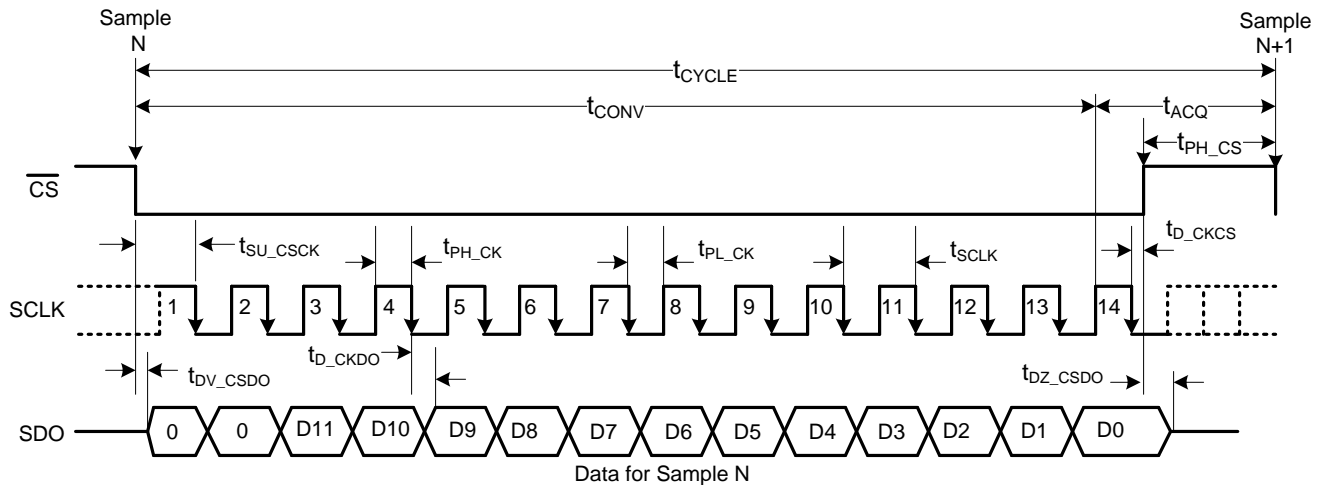 Sample
N
Sample
N+1
tCYCLE
tCONV
tACQ
tPH_CS
CS
tSU_CSCK
tPH_CK
tPL_CK
tSCLK
tD_CKCS
SCLK
1 2 3 4 5 6 7 8 9 10 11 12 13 14
tDV_CSDO
tD_CKDO
tDZ_CSDO
SDO
0 0 D11 D10 D9 D8 D7 D6 D5 D4 D3 D2 D1 D0
Data for Sample N